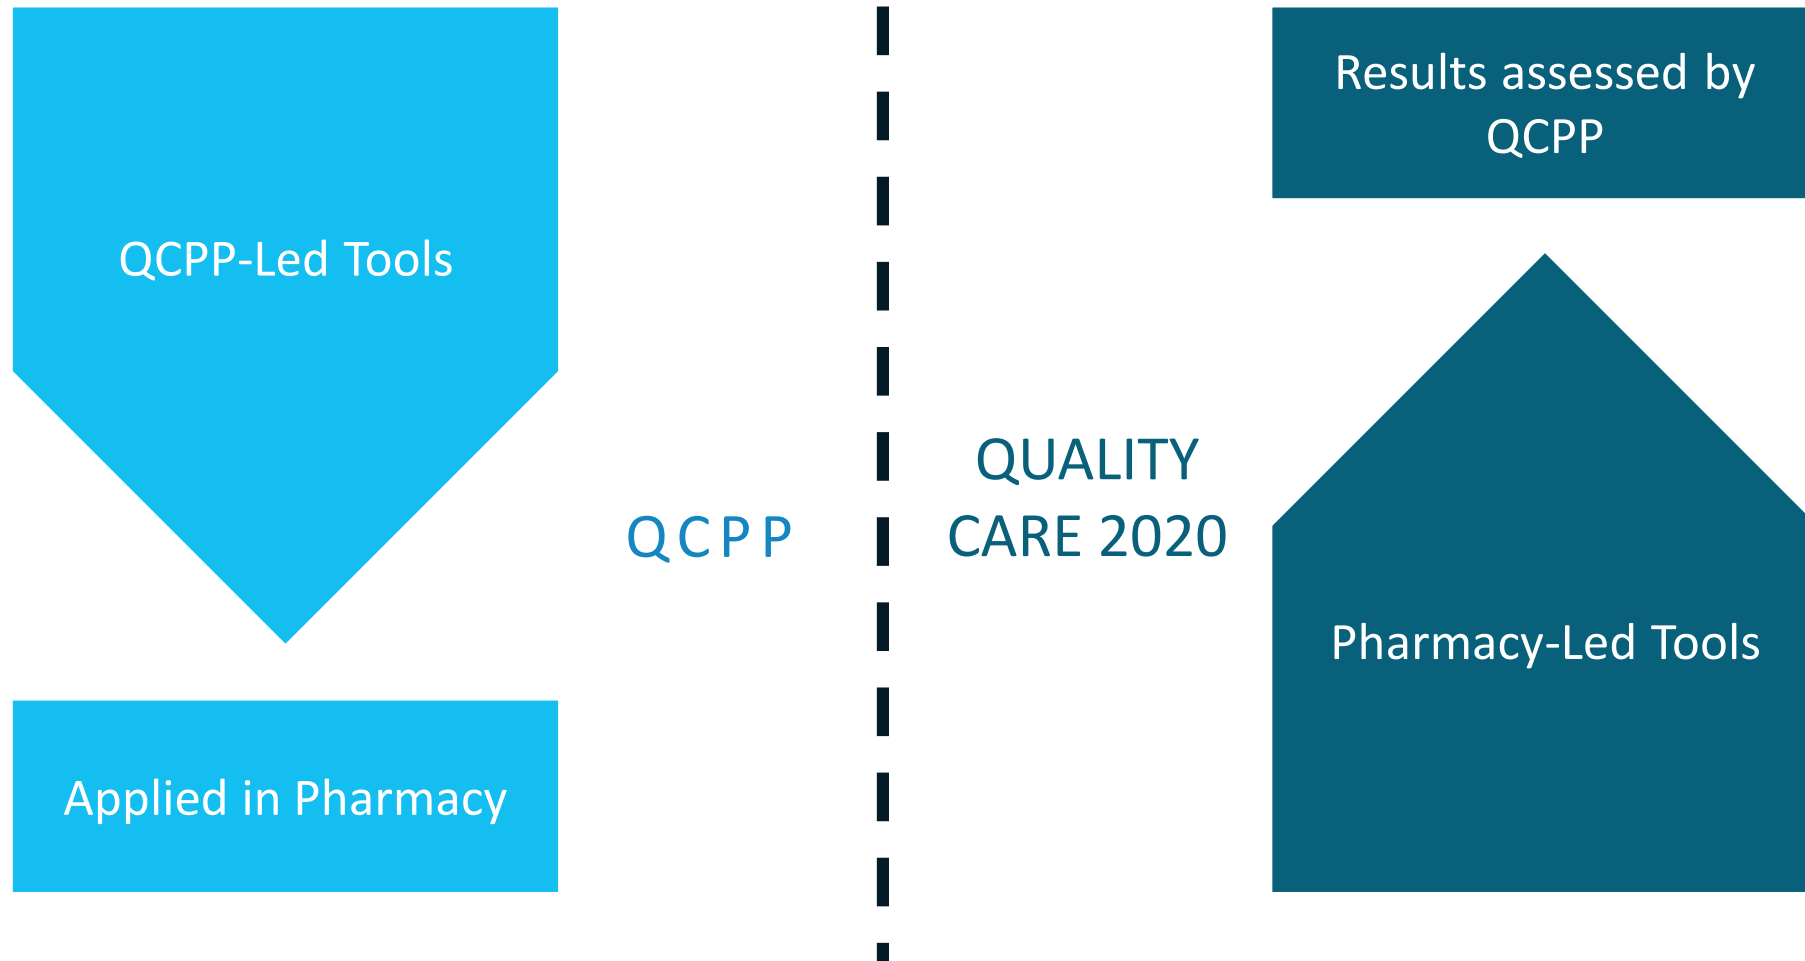 QCPP-Led Tools
Applied in Pharmacy
QCPP
QUALITY
CARE 2020
Results assessed by
QCPP
Pharmacy-Led Tools